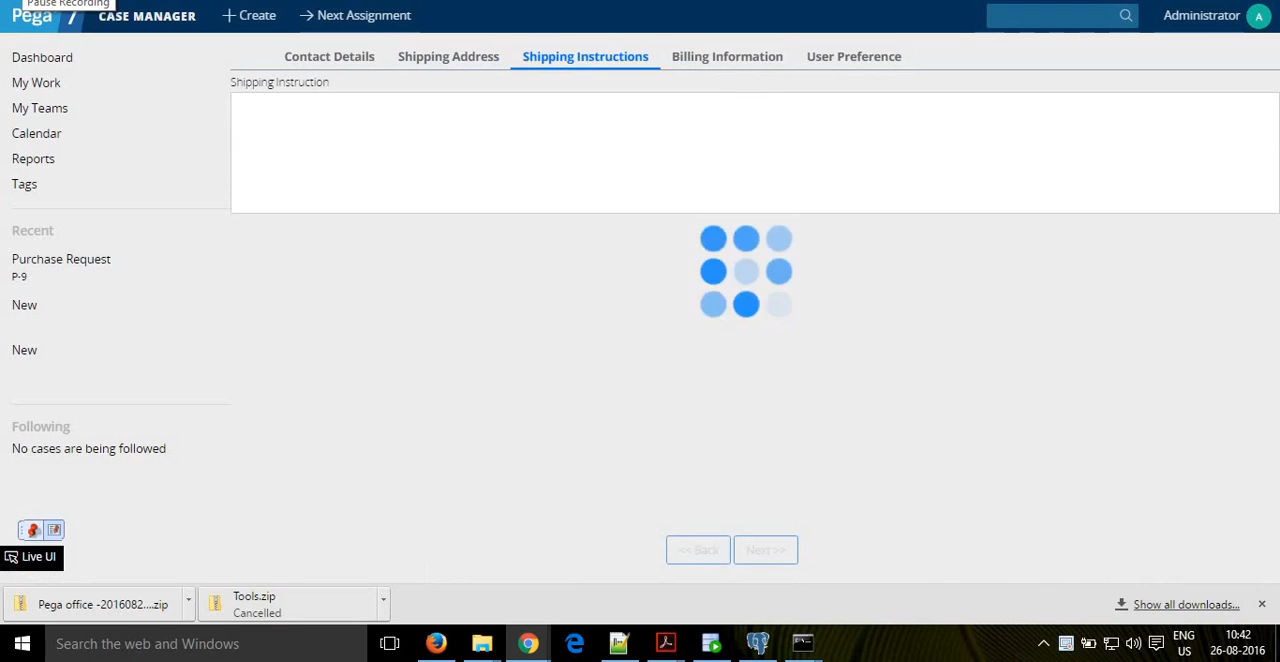 Pause Recording
Pega 7 CASE MANAGER + Create → Next Assignment Administrator A
Contact Details Shipping Address Shipping Instructions Billing Information User Preference
Shipping Instruction
Dashboard
My Work
My Teams
Calendar
Reports
Tags
Recent
Purchase Request
P-9
New
New
Following
No cases are being followed
Live UI
<< Back Next >>
Pega office -2016082....zip
Tools.zip
Cancelled
Show all downloads...
Search the web and Windows
ENG
US
10:42
26-08-2016